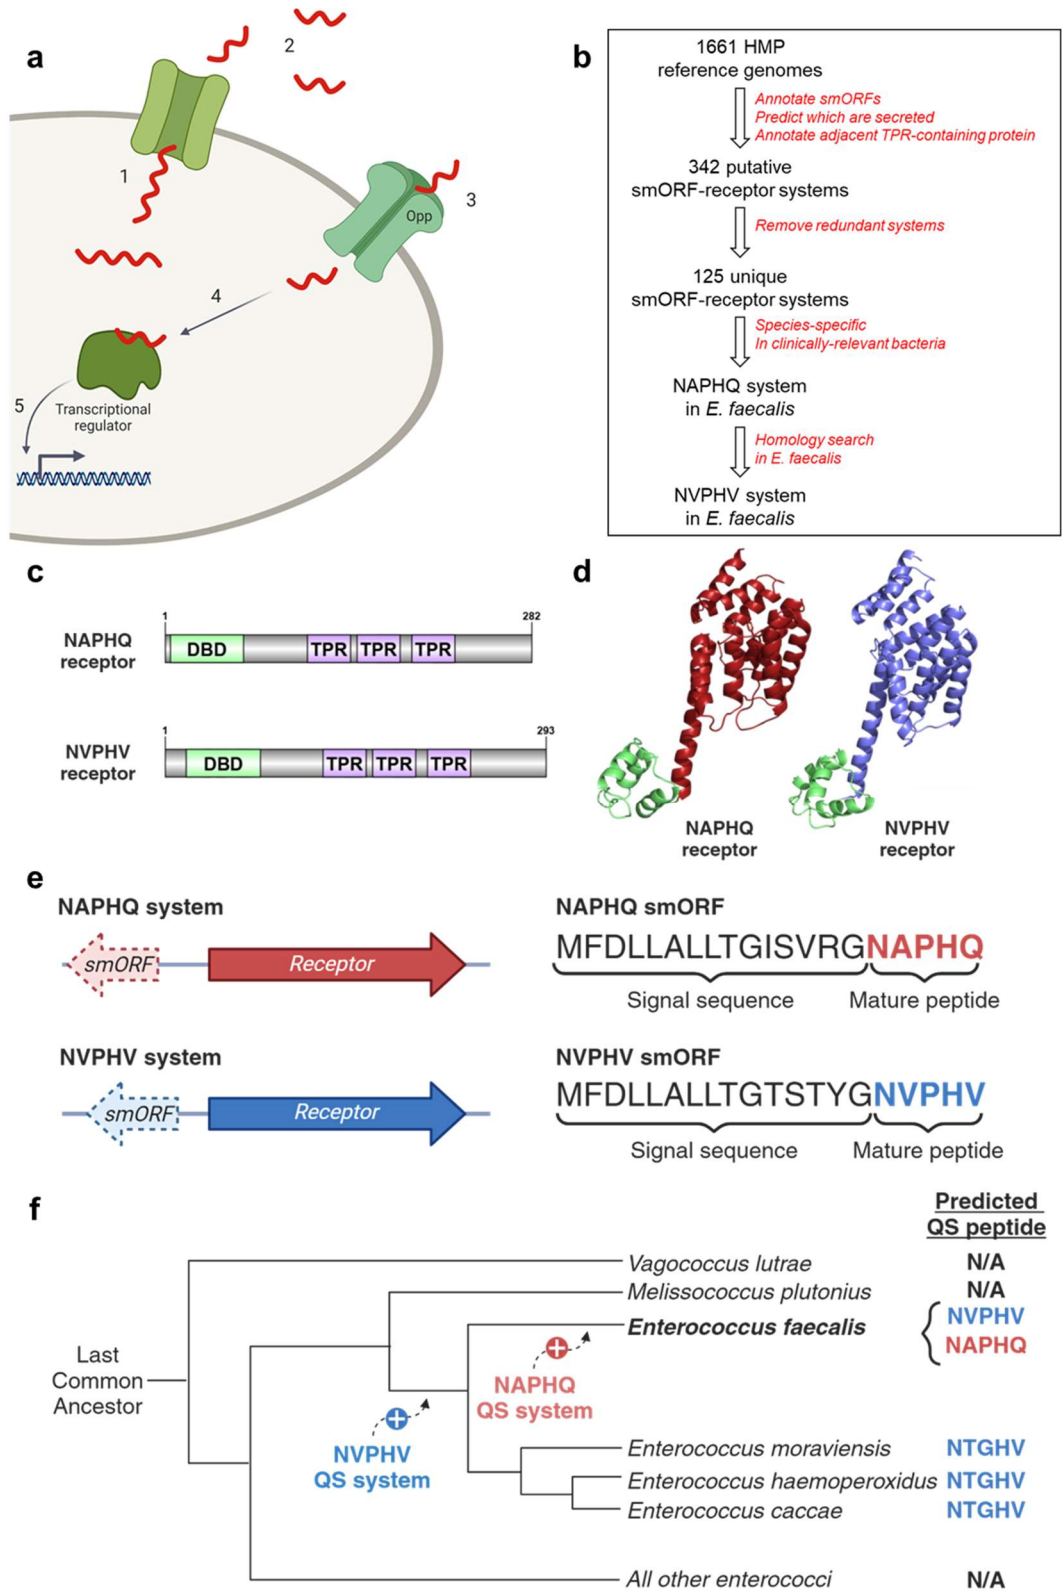 a
1
2
3
Opp
4
5
Transcriptional
regulator
b
1661 HMP
reference genomes
Annotate smORFs
Predict which are secreted
Annotate adjacent TPR-containing protein
342 putative
smORF-receptor systems
Remove redundant systems
125 unique
smORF-receptor systems
Species-specific
In clinically-relevant bacteria
NAPHQ system
in E. faecalis
Homology search
in E. faecalis
NVPHV system
in E. faecalis
c
1 282
NAPHQ
receptor
DBD TPR TPR TPR
1 293
NVPHV
receptor
DBD TPR TPR TPR
d
NAPHQ
receptor
NVPHV
receptor
e
NAPHQ system
smORF Receptor
NAPHQ smORF
MFDLLALLTGISVRGNAPHQ
Signal sequence Mature peptide
NVPHV system
smORF Receptor
NVPHV smORF
MFDLLALLTGTSTYGNVPHV
Signal sequence Mature peptide
f
Predicted
QS peptide
Vagococcus lutrae N/A
Melissococcus plutonius N/A
Enterococcus faecalis
NVPHV
NAPHQ
Last
Common
Ancestor
NAPHQ
QS system
NVPHV
QS system
Enterococcus moraviensis NTGHV
Enterococcus haemoperoxidus NTGHV
Enterococcus caccae NTGHV
All other enterococci N/A